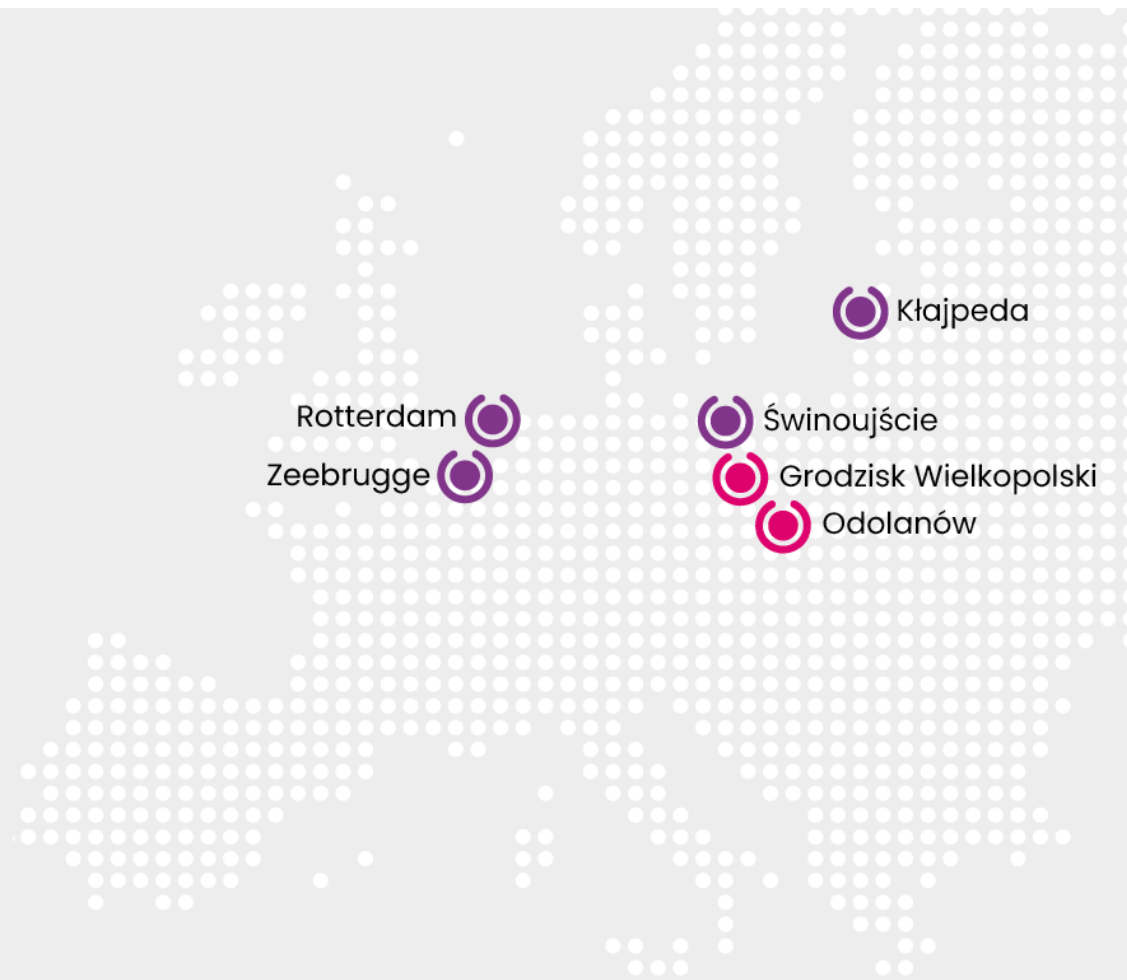 Kłajpeda
Rotterdam
Świnoujście
Zeebrugge
Grodzisk Wielkopolski
Odolanów